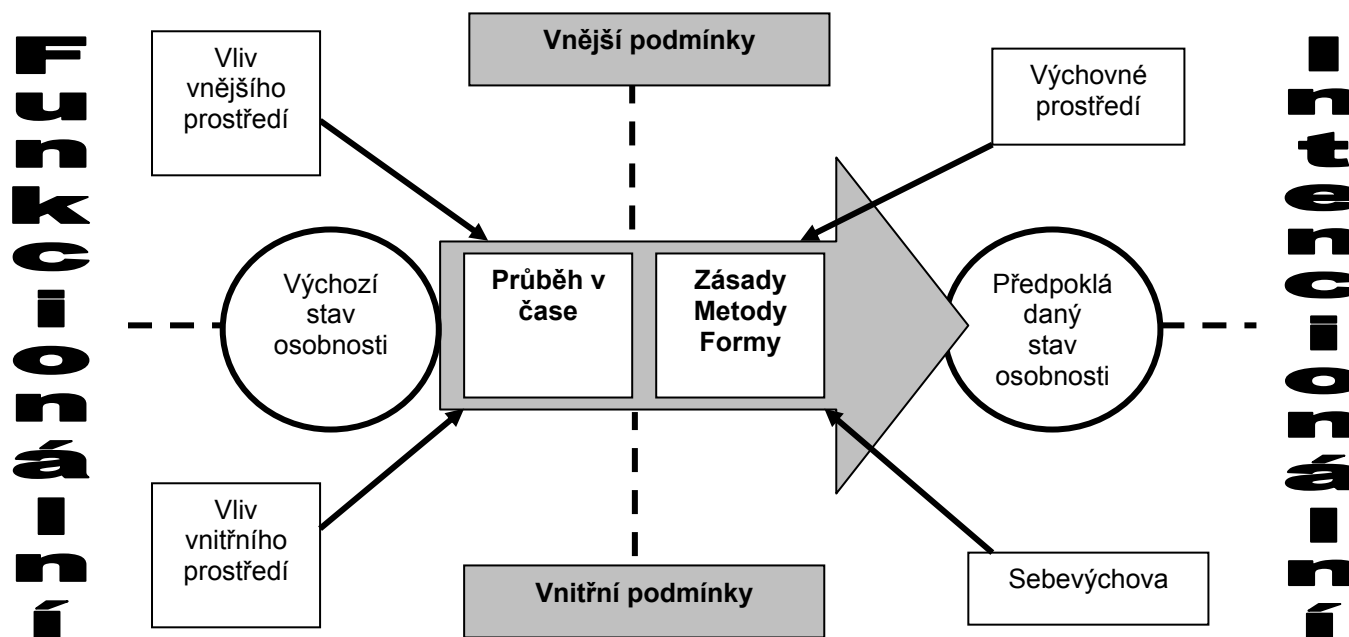 Funkcionální
Vliv
vnějšího
prostředí
Vnější podmínky
Výchovné
prostředí
Intencionální
Výchozí
stav
osobnosti
Průběh v
čase
Zásady
Metody
Formy
Předpoklá
daný
stav
osobnosti
Vliv
vnitřního
prostředí
Vnitřní podmínky
Sebevýchova